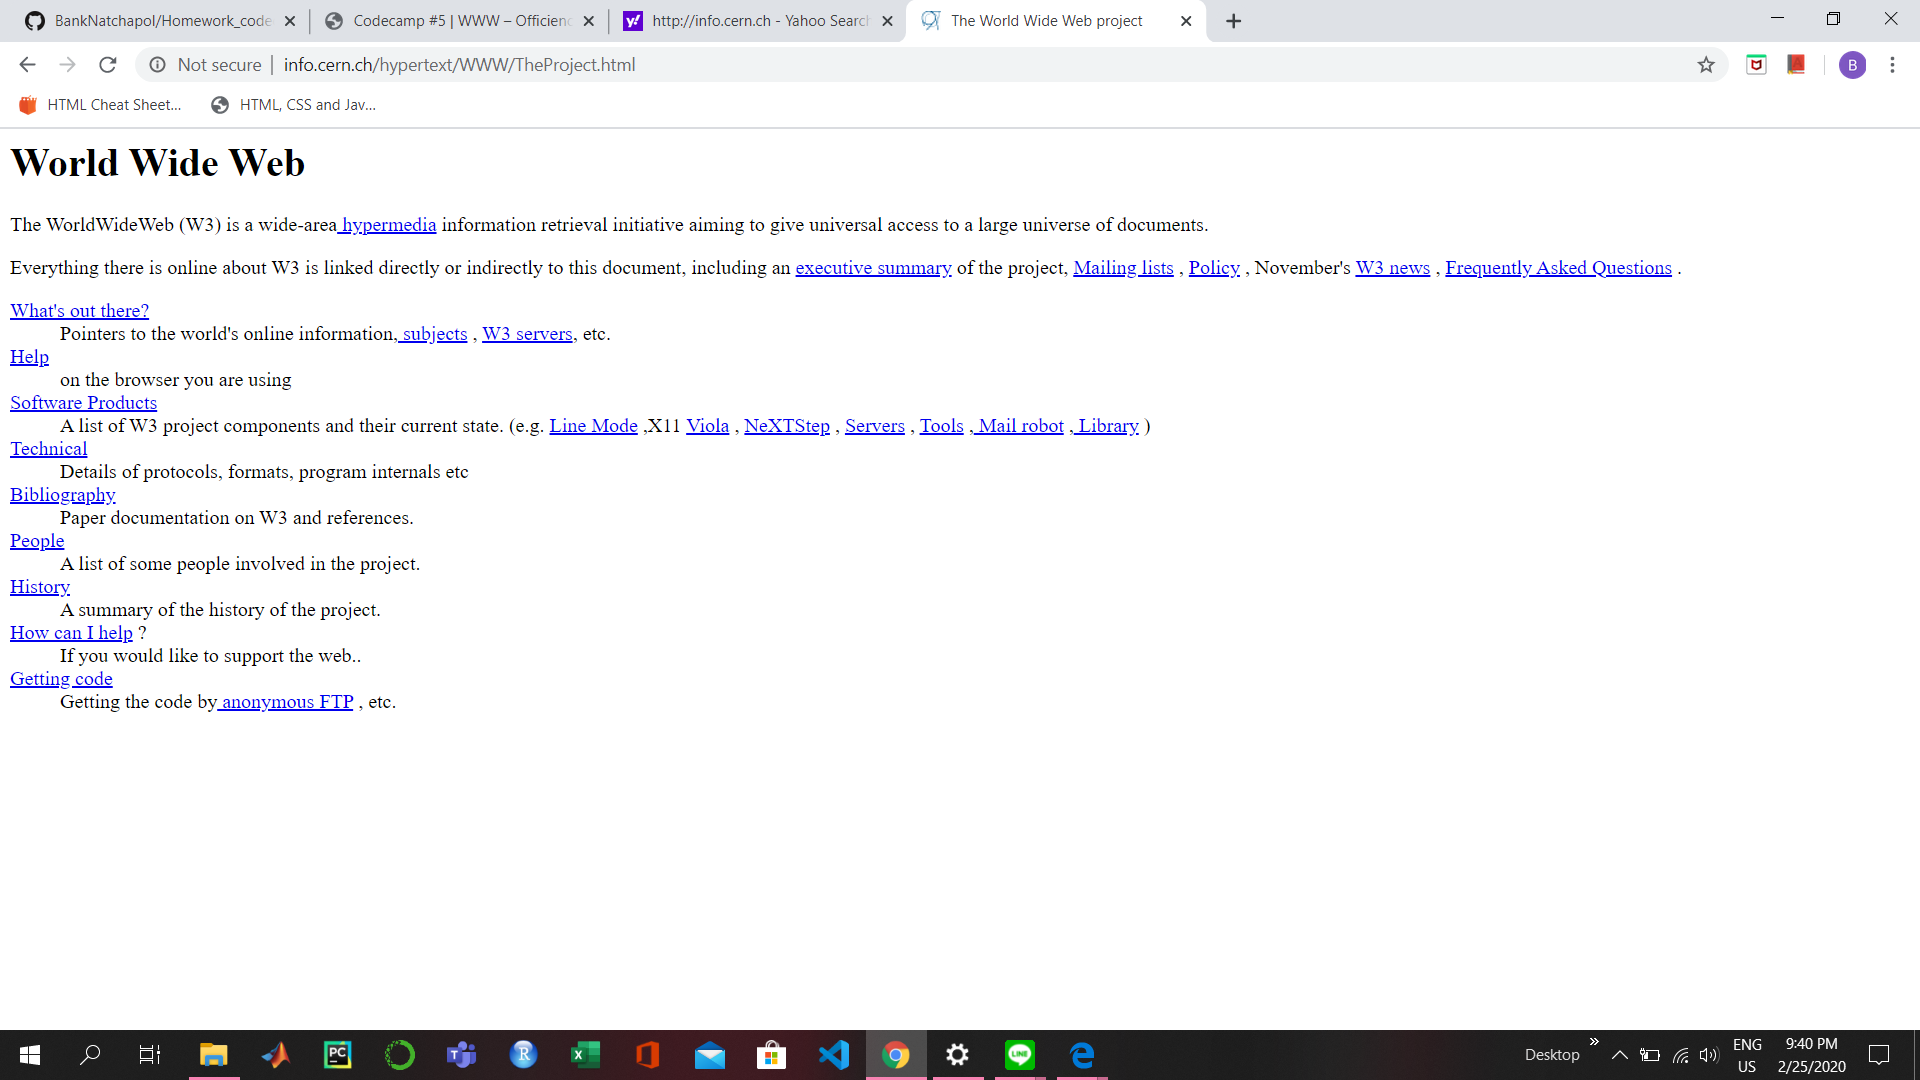 BankNatchapol/Homework_code
Codecamp #5 | WWW – Officienc
http://info.cern.ch - Yahoo Search
The World Wide Web project
Not secure | info.cern.ch/hypertext/WWW/TheProject.html
B
HTML Cheat Sheet...
HTML, CSS and Jav...
World Wide Web
The WorldWideWeb (W3) is a wide-area hypermedia information retrieval initiative aiming to give universal access to a large universe of documents.
Everything there is online about W3 is linked directly or indirectly to this document, including an executive summary of the project, Mailing lists , Policy , November's W3 news , Frequently Asked Questions .
What's out there?
Pointers to the world's online information, subjects , W3 servers, etc.
Help
on the browser you are using
Software Products
A list of W3 project components and their current state. (e.g. Line Mode ,X11 Viola , NeXTStep , Servers , Tools , Mail robot , Library )
Technical
Details of protocols, formats, program internals etc
Bibliography
Paper documentation on W3 and references.
People
A list of some people involved in the project.
History
A summary of the history of the project.
How can I help ?
If you would like to support the web..
Getting code
Getting the code by anonymous FTP , etc.
Desktop
ENG
US
9:40 PM
2/25/2020